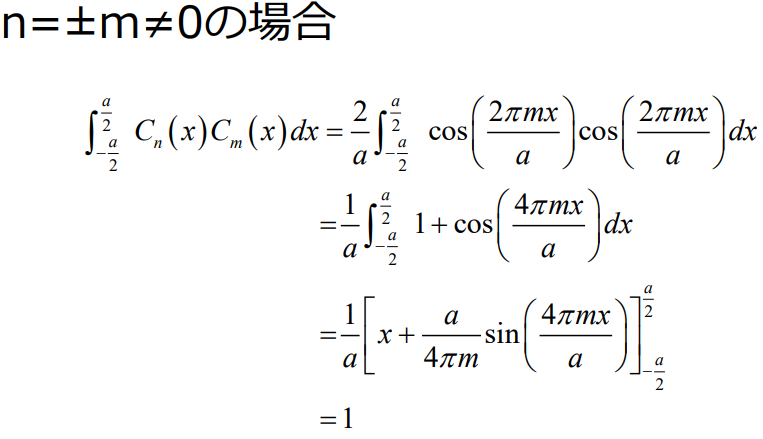 n=±m≠0の場合
∫_{-a/2}^{a/2} C_n(x)C_m(x)dx = 2/a ∫_{-a/2}^{a/2} cos(2πmx/a)cos(2πmx/a)dx
= 1/a ∫_{-a/2}^{a/2} 1+cos(4πmx/a)dx
= 1/a [x + a/4πm sin(4πmx/a)]_{-a/2}^{a/2}
=1